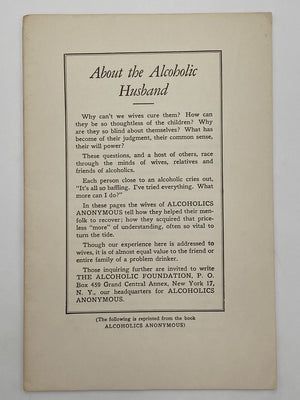 About the Alcoholic
Husband
Why can't we wives cure them? How can
they be so thoughtless of the children? Why
are they so blind about themselves? What has
become of their judgment, their common sense,
their will power?
These questions, and a host of others, race
through the minds of wives, relatives and
friends of alcoholics.
Each person close to an alcoholic cries out,
"It's all so baffling. I've tried everything. What
more can I do?"
In these pages the wives of ALCOHOLICS
ANONYMOUS tell how they helped their men-
folk to recover; how they acquired that price-
less "more" of understanding, often so vital to
turn the tide.
Though our experience here is addressed to
wives, it is of almost equal value to the friend or
entire family of a problem drinker.
Those inquiring further are invited to write
THE ALCOHOLIC FOUNDATION, P. O.
Box 459 Grand Central Annex, New York 17,
N. Y., our headquarters for ALCOHOLICS
ANONYMOUS.
(The following is reprinted from the book
ALCOHOLICS ANONYMOUS)